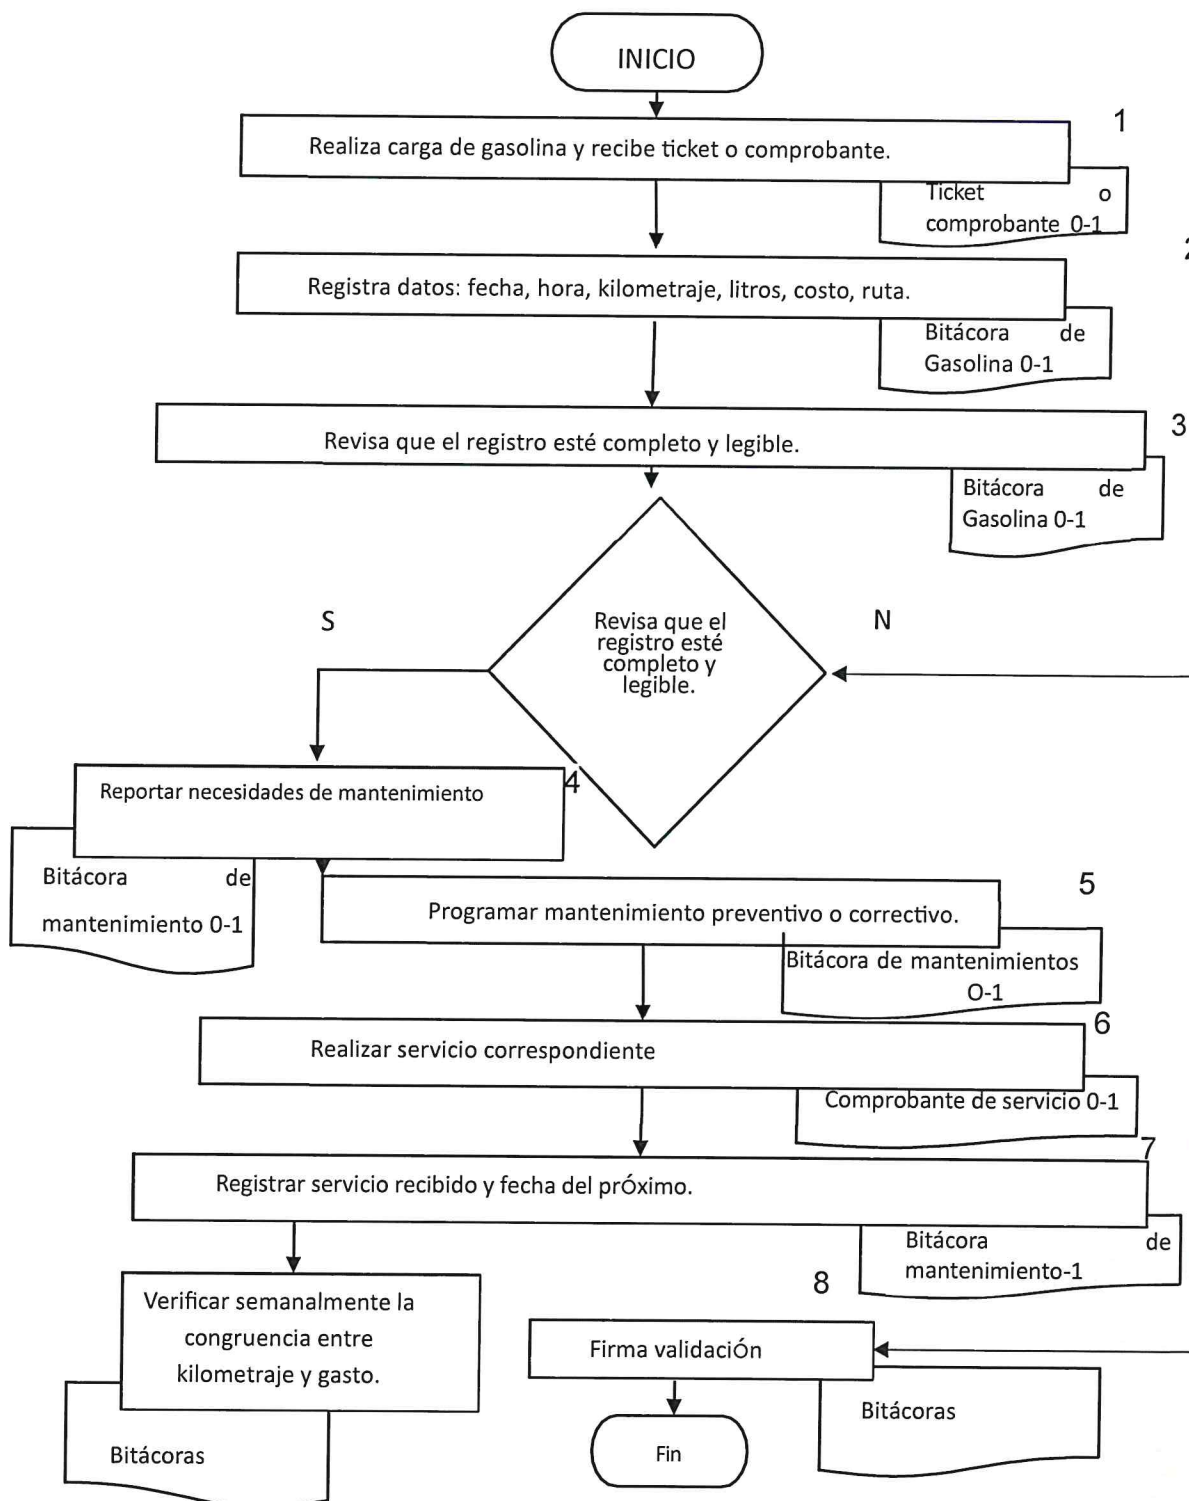 INICIO
1
Realiza carga de gasolina y recibe ticket o comprobante.
Ticket o
comprobante 0-1
2
Registra datos: fecha, hora, kilometraje, litros, costo, ruta.
Bitácora de
Gasolina 0-1
3
Revisa que el registro esté completo y legible.
Bitácora de
Gasolina 0-1
S
Revisa que el
registro esté
completo y
legible.
N
4
Reportar necesidades de mantenimiento
Bitácora de
mantenimiento 0-1
5
Programar mantenimiento preventivo o correctivo.
Bitácora de mantenimientos
O-1
6
Realizar servicio correspondiente
Comprobante de servicio 0-1
7
Registrar servicio recibido y fecha del prÓximo.
Bitácora de
mantenimiento-1
8
Verificar semanalmente la
congruencia entre
kilometraje y gasto.
Bitácoras
Firma validaciÓn
Bitácoras
Fin